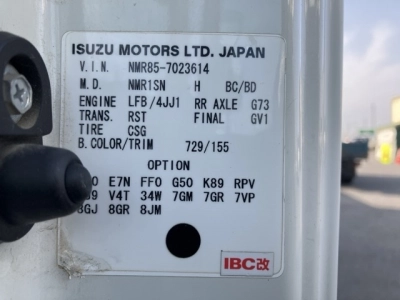 ISUZU MOTORS LTD. JAPAN
V.I.N. NMR85-7023614
M.D. NMR1SN H BC/BD
ENGINE LFB/4JJ1 RR AXLE G73
TRANS. RST FINAL GV1
TIRE CSG
B. COLOR/TRIM 729/155
OPTION
E7N FF0 G50 K89 RPV
V4T 34W 7GM 7GR 7VP
8GJ 8GR 8JM
IBC改